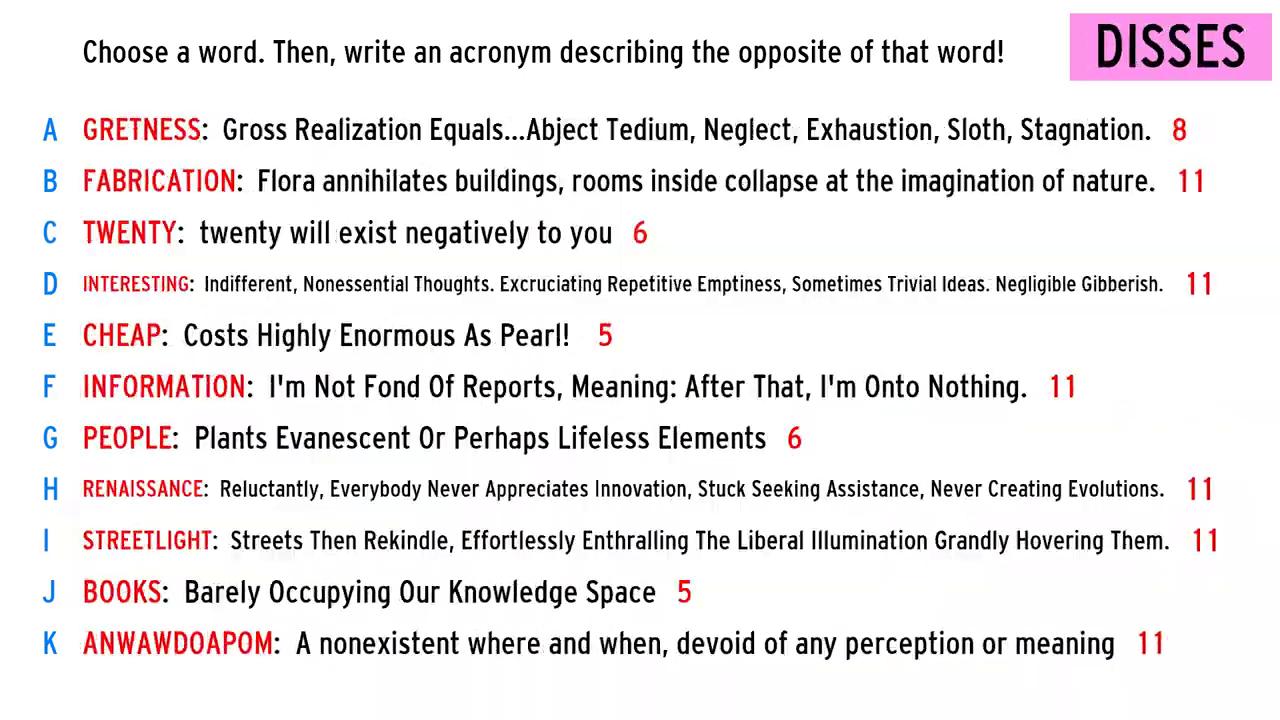 Choose a word. Then, write an acronym describing the opposite of that word!
DISSES
A GRETNESS: Gross Realization Equals...Abject Tedium, Neglect, Exhaustion, Sloth, Stagnation. 8
B FABRICATION: Flora annihilates buildings, rooms inside collapse at the imagination of nature. 11
C TWENTY: twenty will exist negatively to you 6
D INTERESTING: Indifferent, Nonessential Thoughts. Excruciating Repetitive Emptiness, Sometimes Trivial Ideas. Negligible Gibberish. 11
E CHEAP: Costs Highly Enormous As Pearl! 5
F INFORMATION: I'm Not Fond Of Reports, Meaning: After That, I'm Onto Nothing. 11
G PEOPLE: Plants Evanescent Or Perhaps Lifeless Elements 6
H RENAISSANCE: Reluctantly, Everybody Never Appreciates Innovation, Stuck Seeking Assistance, Never Creating Evolutions. 11
I STREETLIGHT: Streets Then Rekindle, Effortlessly Enthralling The Liberal Illumination Grandly Hovering Them. 11
J BOOKS: Barely Occupying Our Knowledge Space 5
K ANWAWDOAPOM: A nonexistent where and when, devoid of any perception or meaning 11